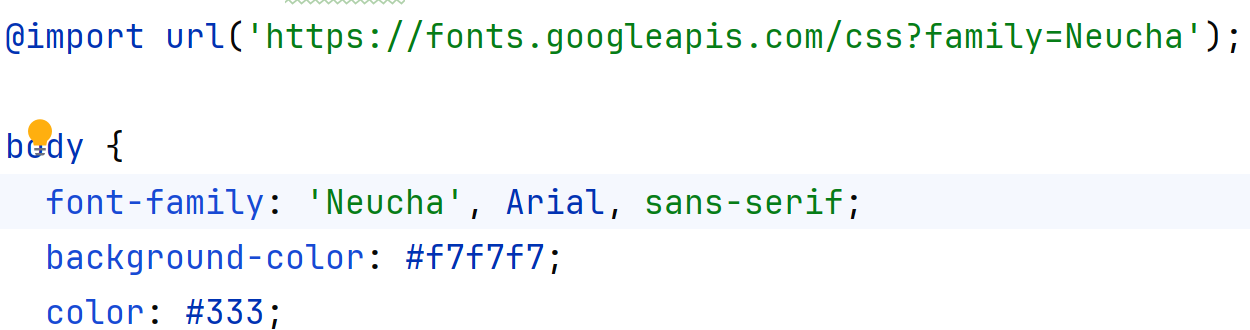 @import url('https://fonts.googleapis.com/css?family=Neucha');
body {
font-family: 'Neucha', Arial, sans-serif;
background-color: #f7f7f7;
color: #333;